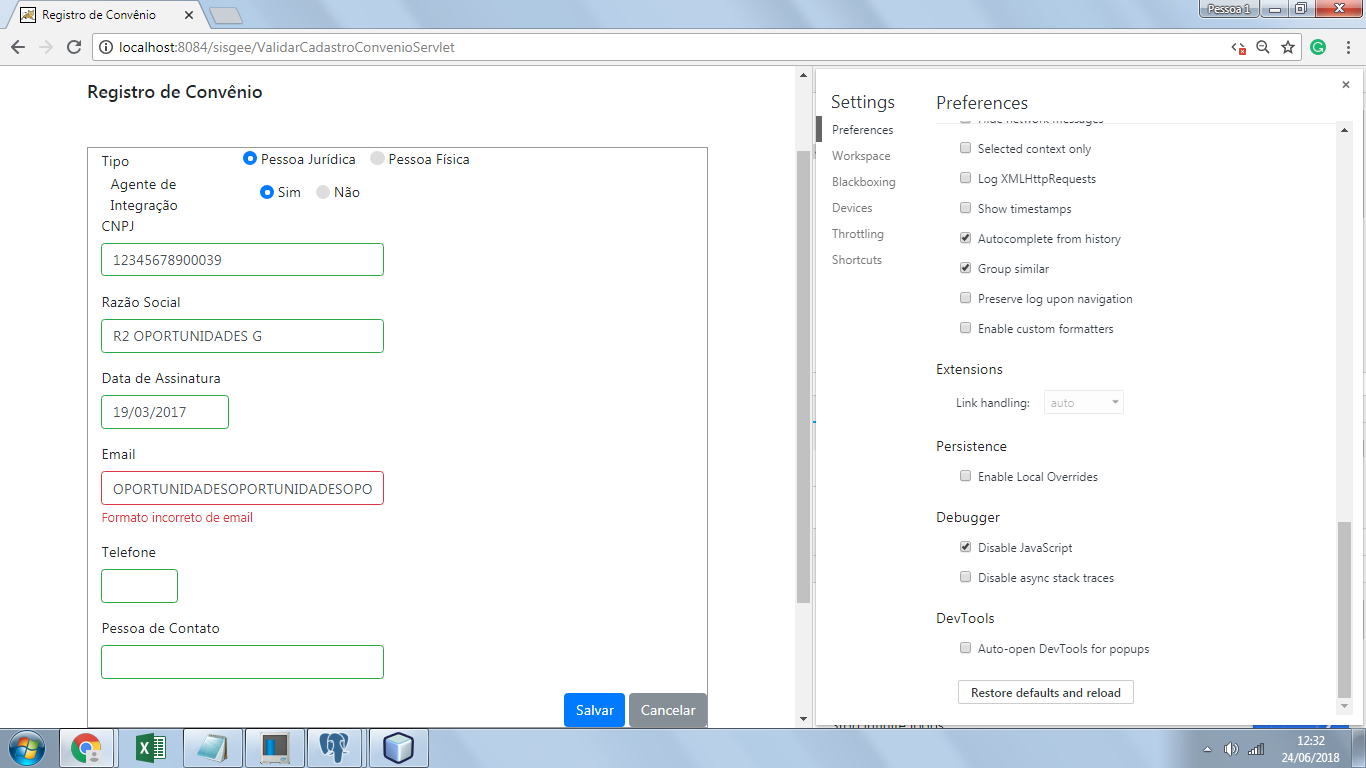 Registro de Convênio
Pessoa 1
localhost:8084/sisgee/ValidarCadastroConvenioServlet
Registro de Convênio
Tipo
Pessoa Jurídica
Pessoa Física
Agente de
Integração
Sim
Não
CNPJ
12345678900039
Razão Social
R2 OPORTUNIDADES G
Data de Assinatura
19/03/2017
Email
OPORTUNIDADESOPORTUNIDADESOPO
Formato incorreto de email
Telefone
Pessoa de Contato
Salvar
Cancelar
Settings
Preferences
Workspace
Blackboxing
Devices
Throttling
Shortcuts
Preferences
Hide network messages
Selected context only
Log XMLHttpRequests
Show timestamps
Autocomplete from history
Group similar
Preserve log upon navigation
Enable custom formatters
Extensions
Link handling:
auto
Persistence
Enable Local Overrides
Debugger
Disable JavaScript
Disable async stack traces
DevTools
Auto-open DevTools for popups
Restore defaults and reload
12:32
24/06/2018